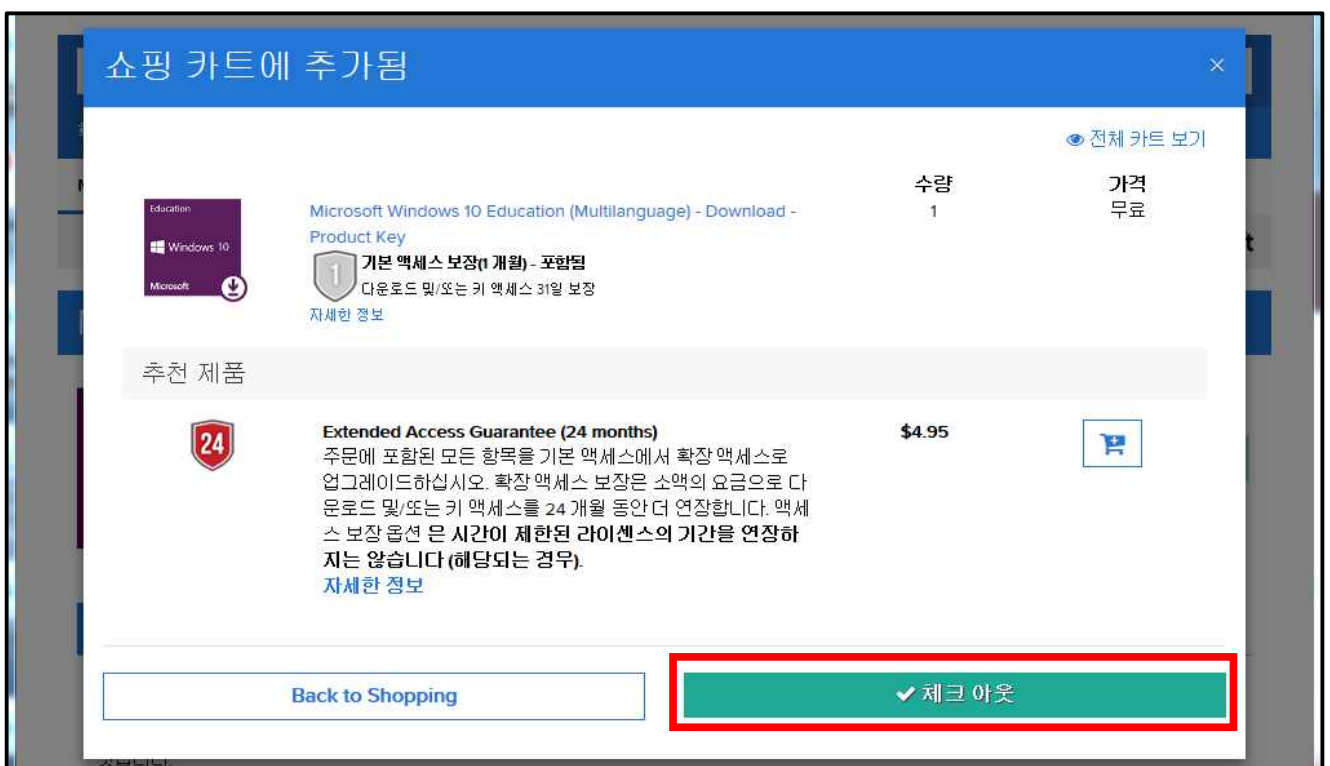 쇼핑 카트에 추가됨
×
전체 카트 보기
수량
가격
Education
Windows 10
Microsoft
Microsoft Windows 10 Education (Multilanguage) - Download -
1
무료
Product Key
1
기본 액세스 보장(1 개월) - 포함됨
다운로드 및/또는 키 액세스 31일 보장
자세한 정보
추천 제품
24
Extended Access Guarantee (24 months)
$4.95
주문에 포함된 모든 항목을 기본 액세스에서 확장 액세스로
업그레이드하십시오. 확장 액세스 보장은 소액의 요금으로 다
운로드 및/또는 키 액세스를 24 개월 동안 더 연장합니다. 액세
스 보장 옵션 은 시간이 제한된 라이센스의 기간을 연장하
지는 않습니다 (해당되는 경우).
자세한 정보
Back to Shopping
체크 아웃